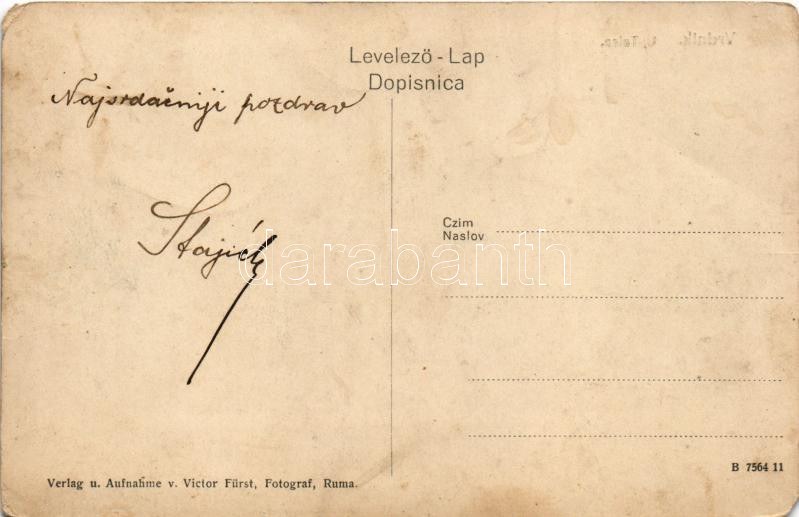 Levelező - Lap
Dopisnica
Najsrdačniji pozdrav
Stajić
Czim
Naslov
darabanth
Verlag u. Aufnahme v. Victor Fürst, Fotograf, Ruma.
B 7564 11